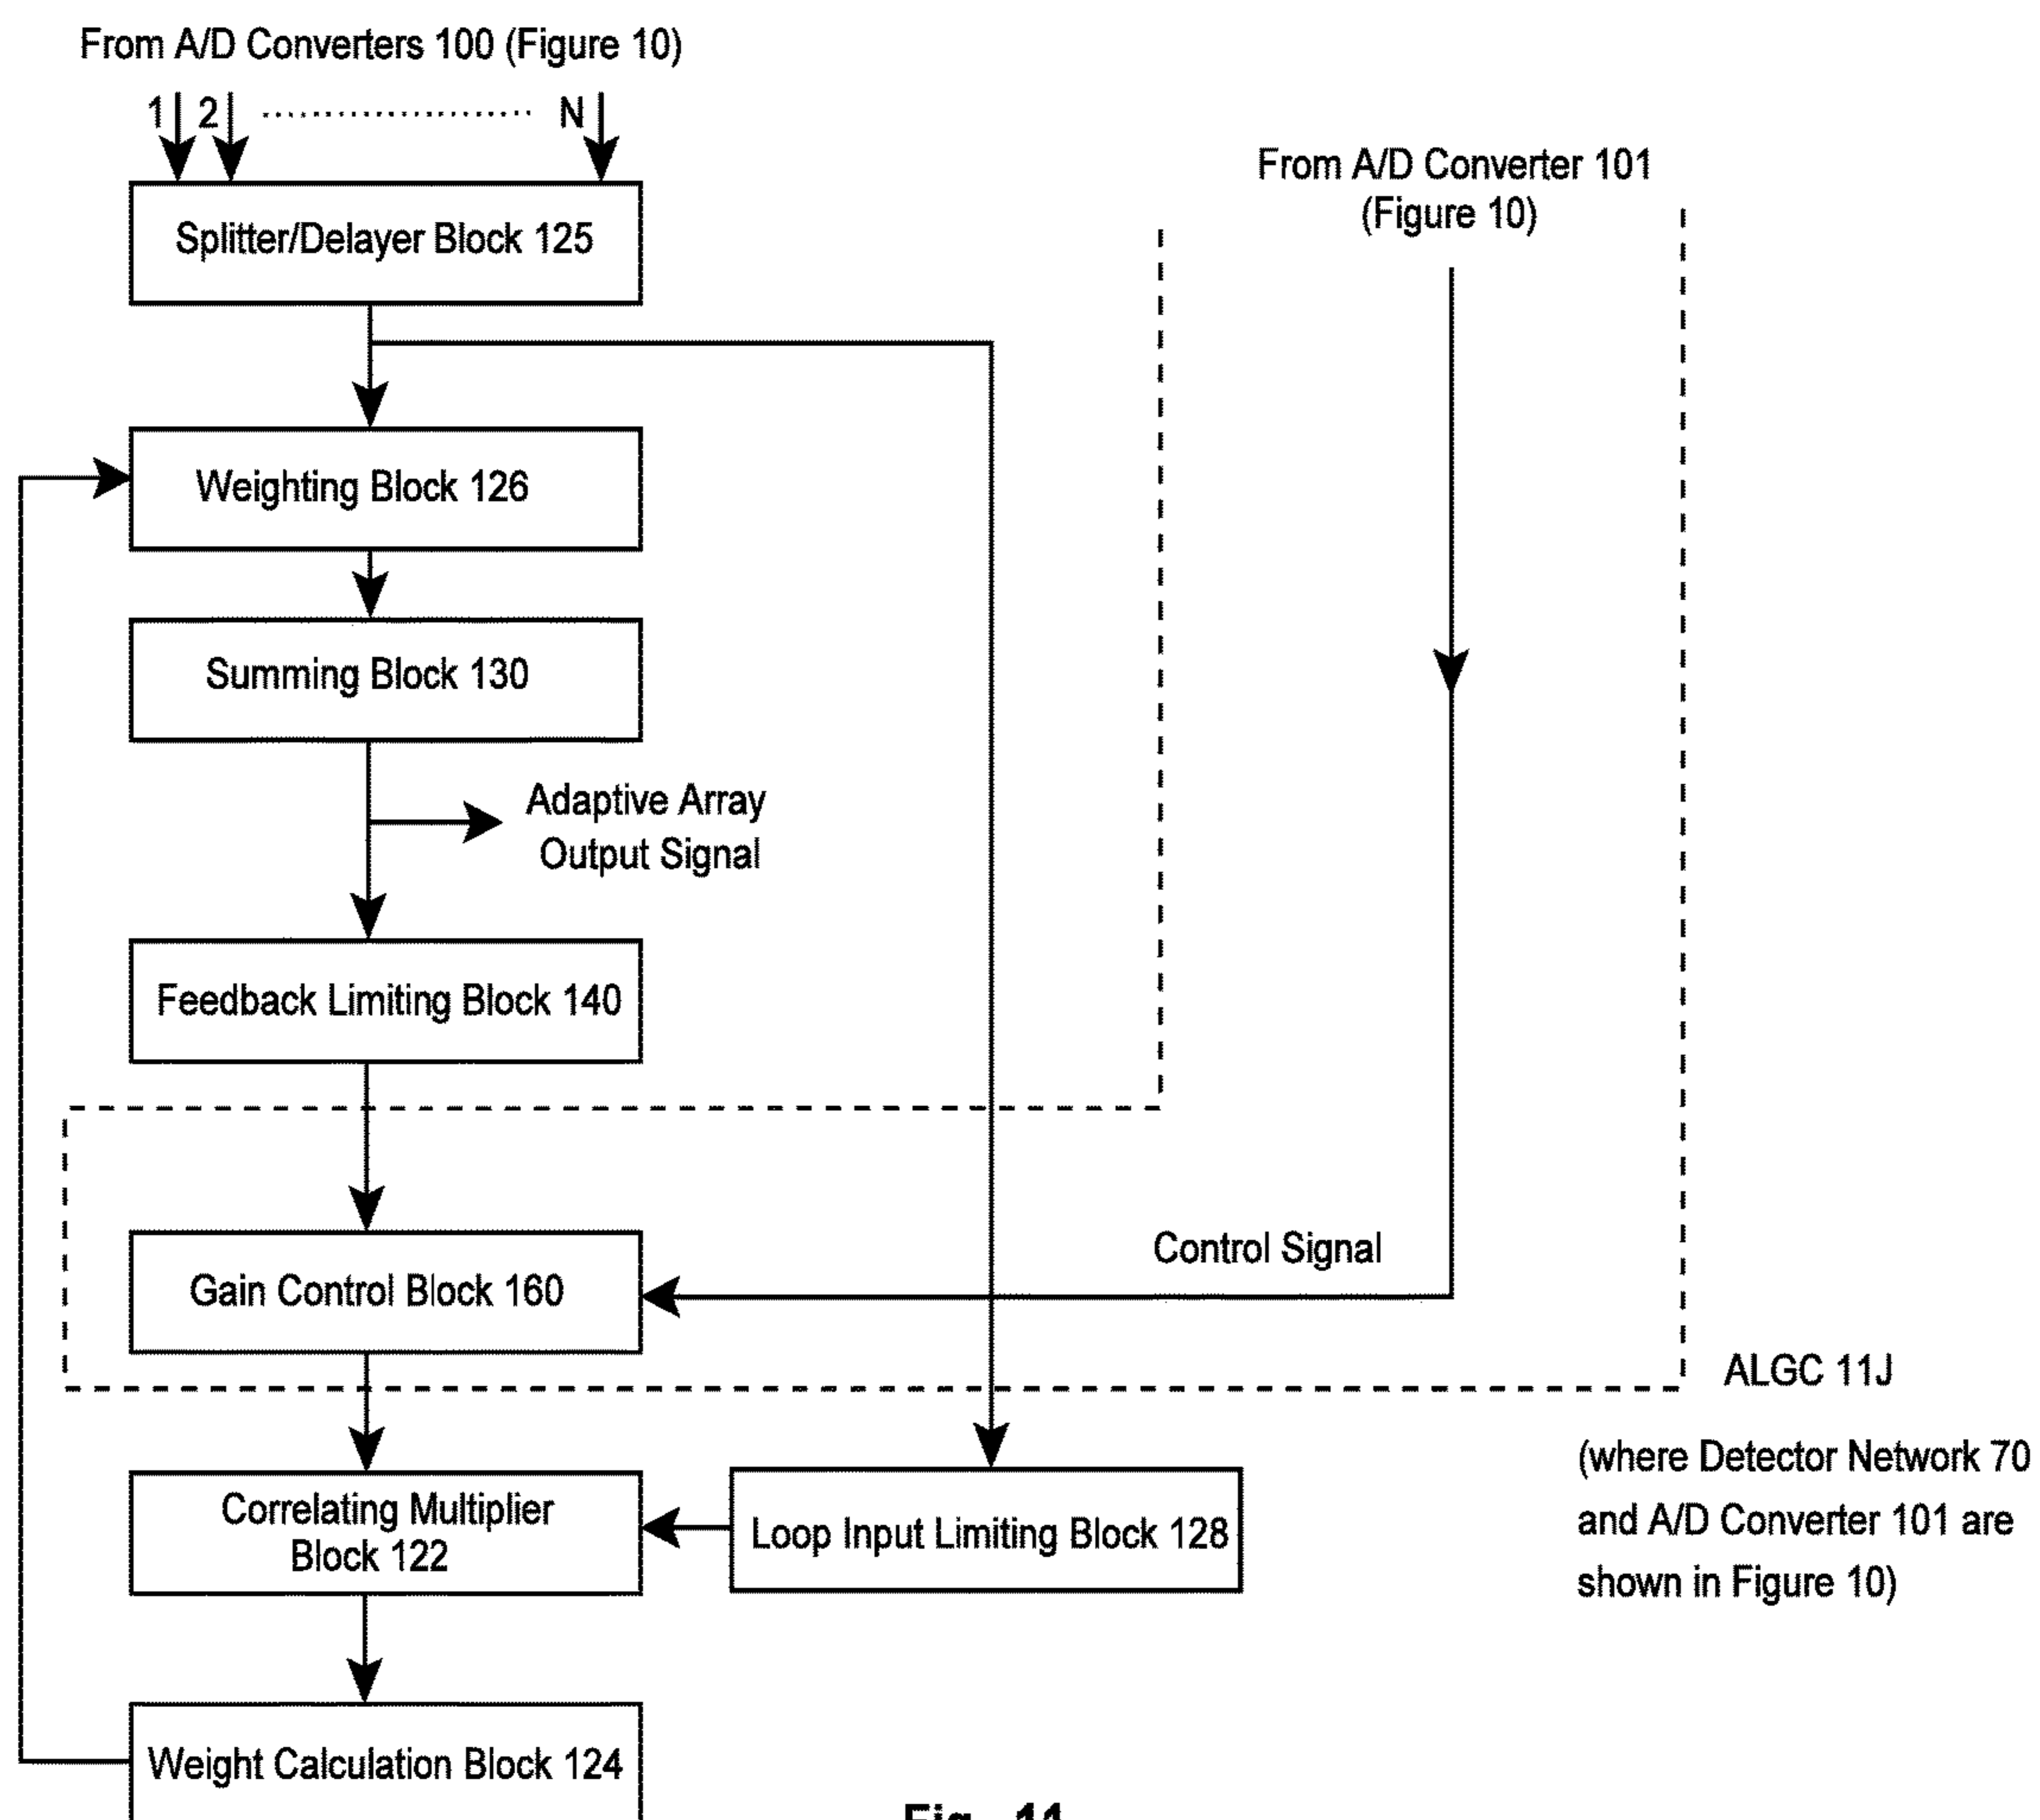 From A/D Converters 100 (Figure 10)
1 2 N
From A/D Converter 101
(Figure 10)
Splitter/Delayer Block 125
Weighting Block 126
Summing Block 130
Adaptive Array
Output Signal
Feedback Limiting Block 140
Control Signal
Gain Control Block 160
ALGC 11J
(where Detector Network 70
and A/D Converter 101 are
shown in Figure 10)
Correlating Multiplier
Block 122
Loop Input Limiting Block 128
Weight Calculation Block 124
Fig. 11